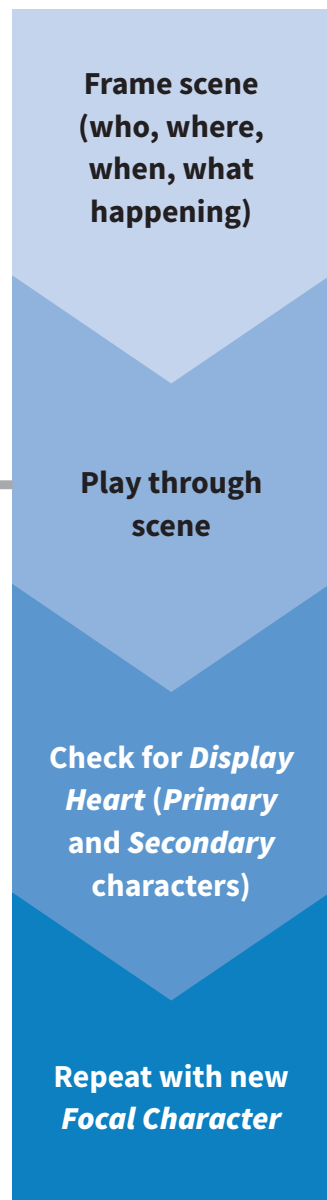 Frame scene
(who, where,
when, what
happening)
Play through
scene
Check for Display
Heart (Primary
and Secondary
characters)
Repeat with new
Focal Character